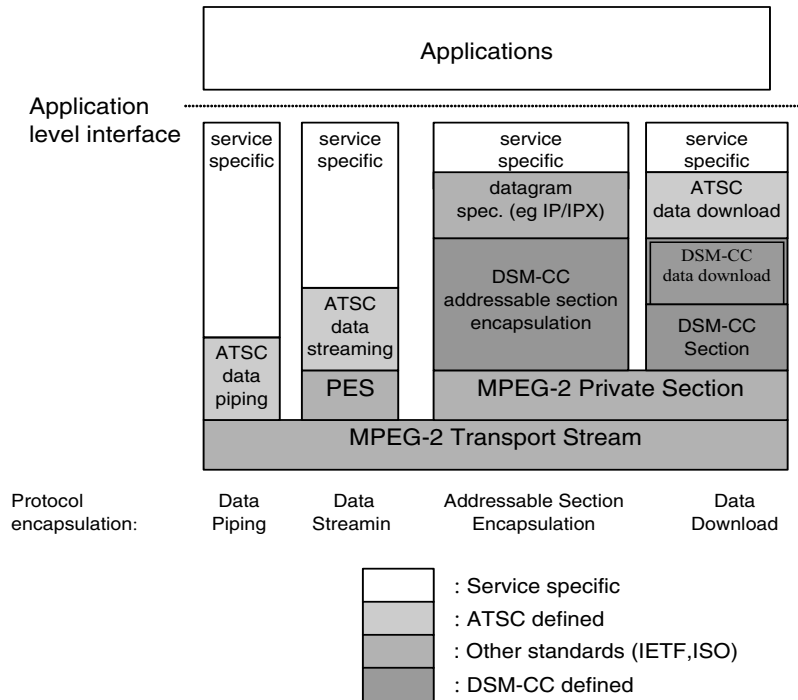 Applications
Application
level interface
service
specific
service
specific
service
specific
service
specific
datagram
spec. (eg IP/IPX)
ATSC
data download
DSM-CC
addressable section
encapsulation
DSM-CC
data download
ATSC
data
streaming
DSM-CC
Section
ATSC
data
piping
PES
MPEG-2 Private Section
MPEG-2 Transport Stream
Protocol
encapsulation:
Data
Piping
Data
Streamin
Addressable Section
Encapsulation
Data
Download
: Service specific
: ATSC defined
: Other standards (IETF,ISO)
: DSM-CC defined